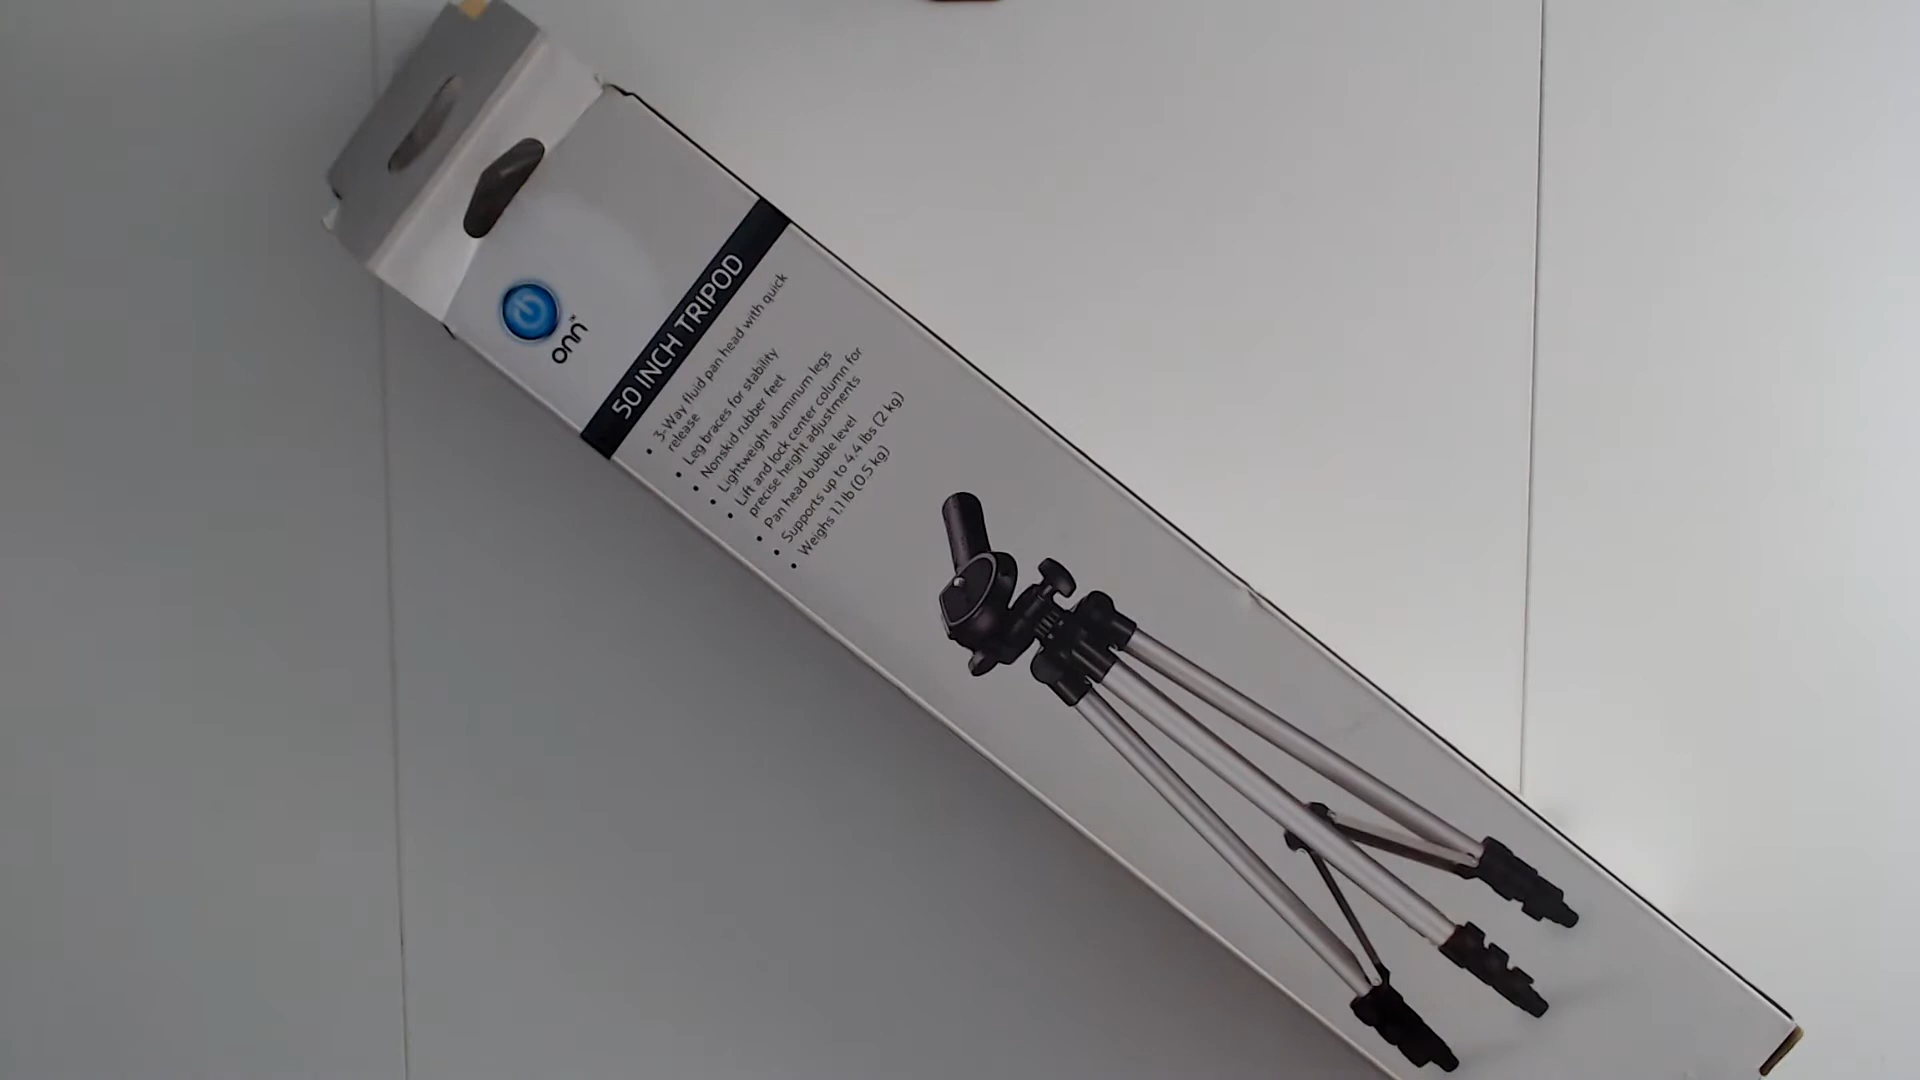 onn™
50 INCH TRIPOD
• 3-Way fluid pan head with quick
release
• Leg braces for stability
• Nonskid rubber feet
• Lightweight aluminum legs
• Lift and lock center column for
precise height adjustments
• Pan head bubble level
• Supports up to 4.4 lbs (2 kg)
• Weighs 1.1 lb (0.5 kg)